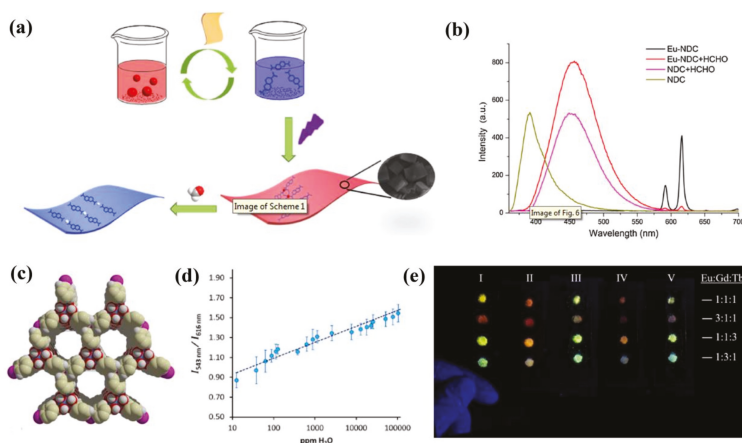 (a)
Image of Scheme 1
(b)
Eu-NDC
Eu-NDC+HCHO
NDC+HCHO
NDC
Intensity (a.u.)
800
600
400
200
0
Image of Fig. 6
400 450 500 550 600 650 700
Wavelength (nm)
(c)
(d)
I543 nm/I616 nm
1.90
1.70
1.50
1.30
1.10
0.90
0.70
0.50
10 100 1000 10000 100000
ppm H₂O
(e)
I II III IV V Eu:Gd:Tb
— 1:1:1
— 3:1:1
— 1:1:3
— 1:3:1